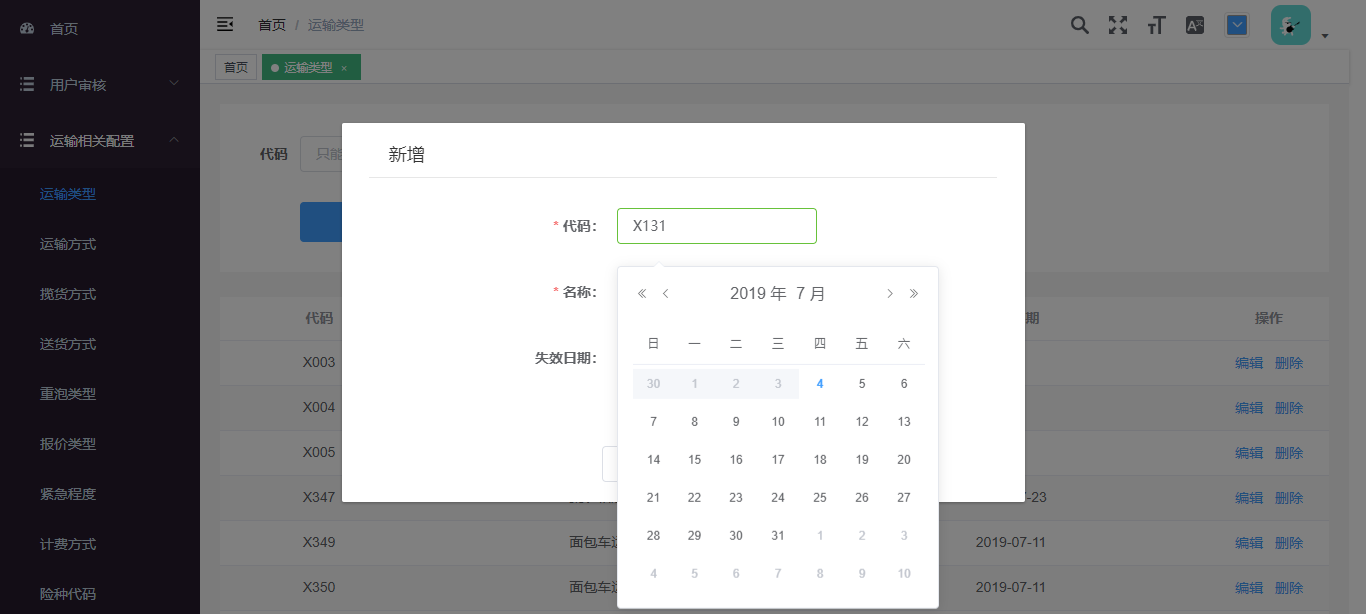 首页
用户审核
运输相关配置
运输类型
运输方式
揽货方式
送货方式
重泡类型
报价类型
紧急程度
计费方式
险种代码
首页 / 运输类型
首页
运输类型 ×
代码 只能
新增
* 代码: X131
* 名称:
失效日期:
2019 年 7 月
日 一 二 三 四 五 六
30 1 2 3 4 5 6
7 8 9 10 11 12 13
14 15 16 17 18 19 20
21 22 23 24 25 26 27
28 29 30 31 1 2 3
4 5 6 7 8 9 10
代码 期 操作
X003 编辑 删除
X004 编辑 删除
X005 编辑 删除
X347 -23 编辑 删除
X349 面包车 2019-07-11 编辑 删除
X350 面包车 2019-07-11 编辑 删除